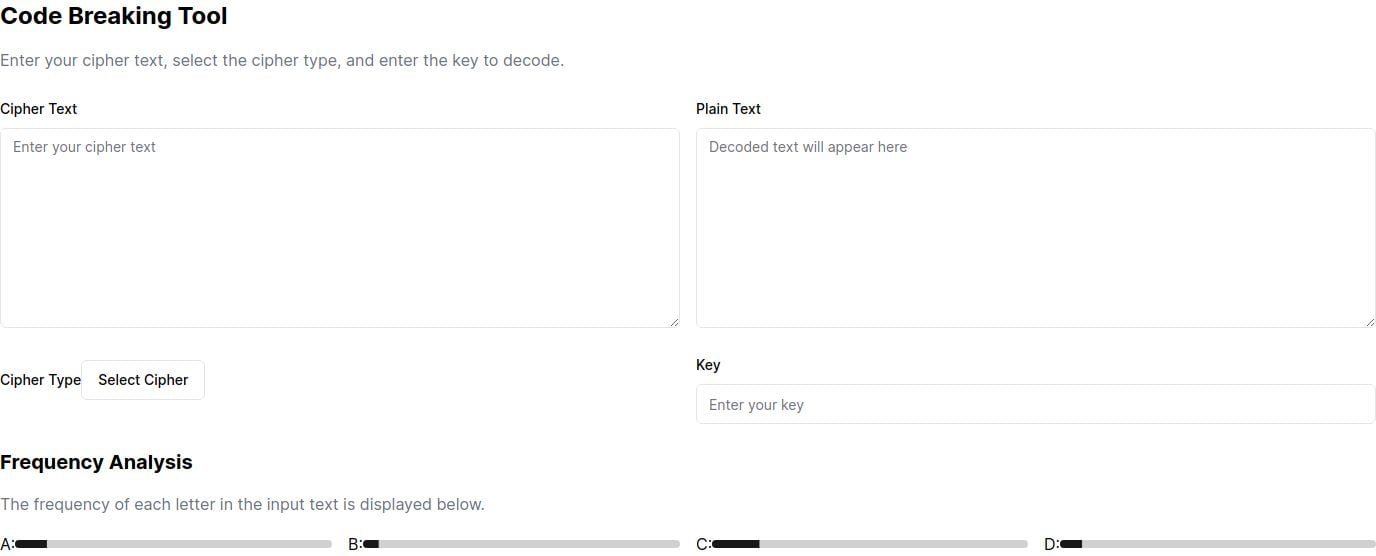 Code Breaking Tool
Enter your cipher text, select the cipher type, and enter the key to decode.
Cipher Text
Enter your cipher text
Plain Text
Decoded text will appear here
Cipher Type
Select Cipher
Key
Enter your key
Frequency Analysis
The frequency of each letter in the input text is displayed below.
A:
B:
C:
D: